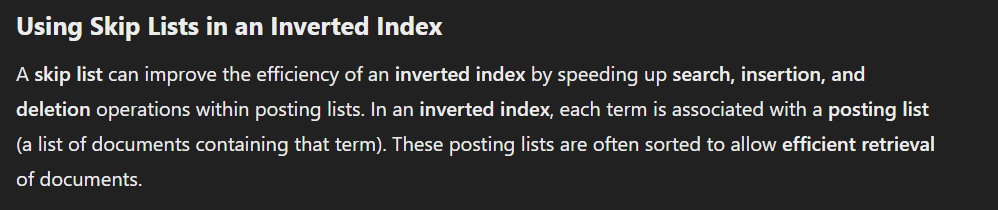 Using Skip Lists in an Inverted Index
A skip list can improve the efficiency of an inverted index by speeding up search, insertion, and
deletion operations within posting lists. In an inverted index, each term is associated with a posting list
(a list of documents containing that term). These posting lists are often sorted to allow efficient retrieval
of documents.